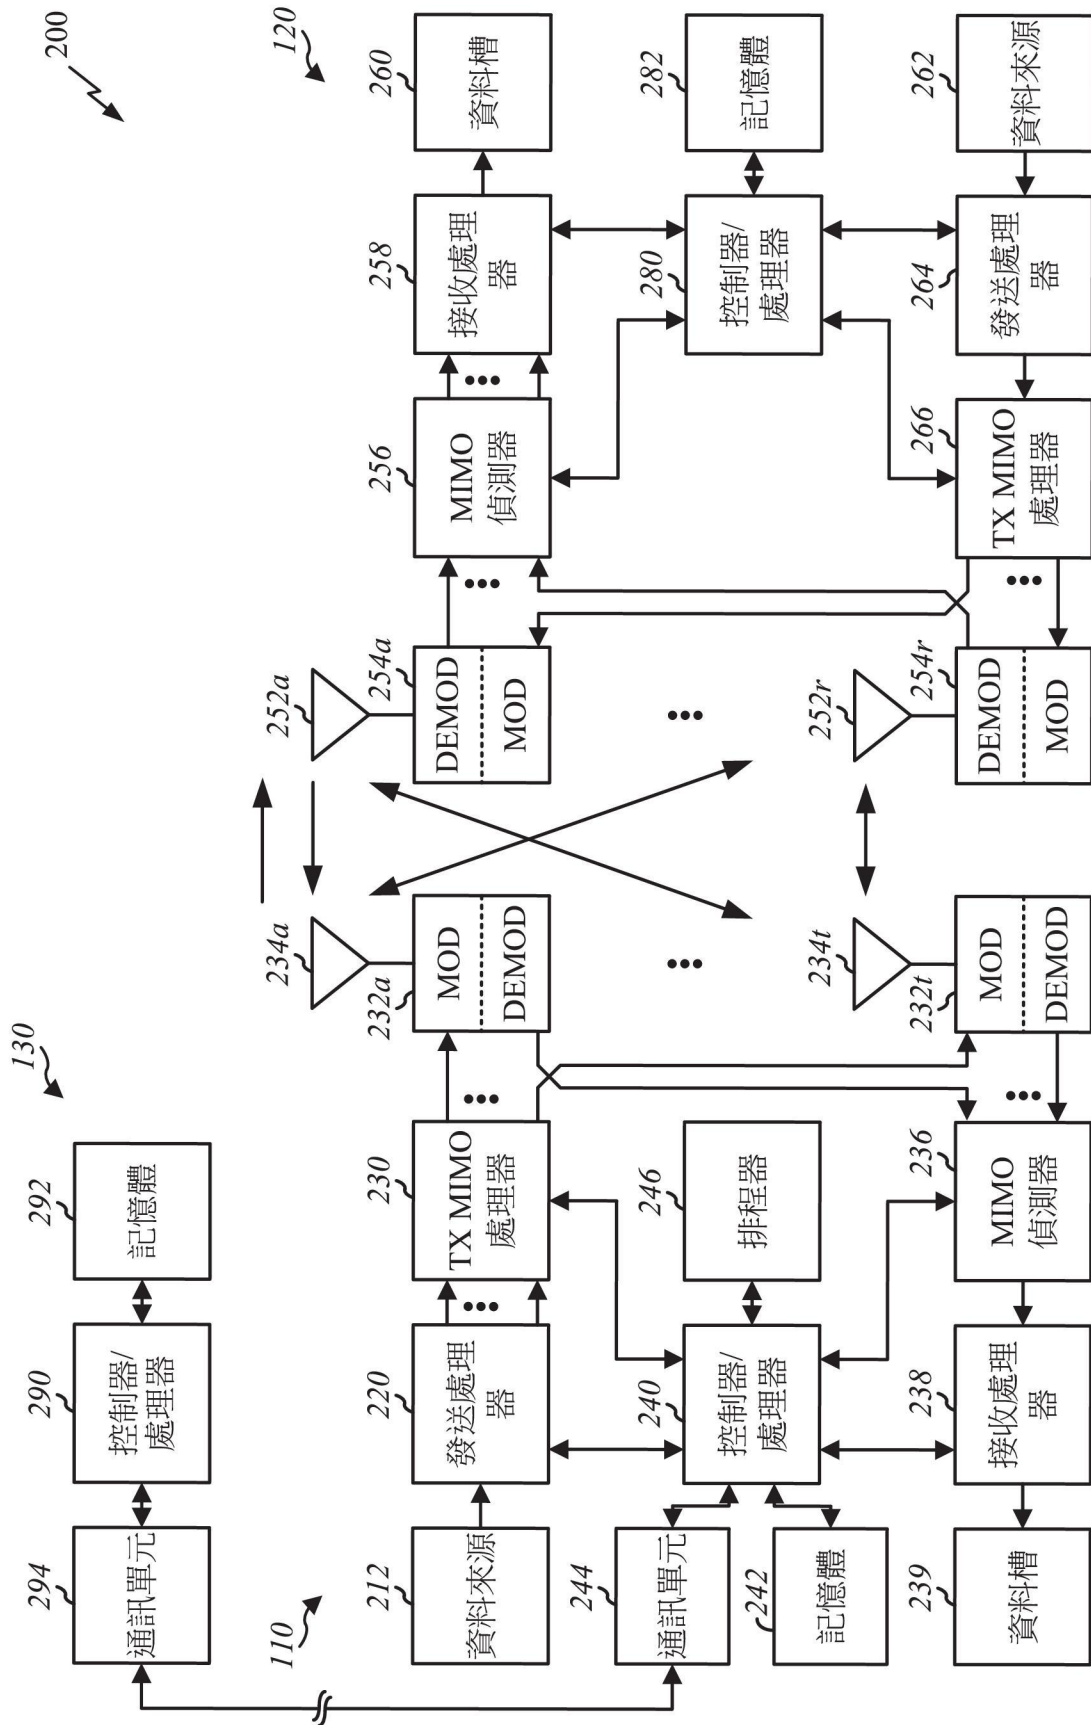 200
130
294
通訊單元
290
控制器/
處理器
292
記憶體
110
120
212
資料來源
220
發送處理
器
230
TX MIMO
處理器
232a
MOD
DEMOD
234a
252a
254a
DEMOD
MOD
256
MIMO
偵測器
258
接收處理
器
260
資料槽
244
通訊單元
242
記憶體
240
控制器/
處理器
246
排程器
280
控制器/
處理器
282
記憶體
239
資料槽
238
接收處理
器
236
MIMO
偵測器
232t
MOD
DEMOD
234t
252r
254r
DEMOD
MOD
266
TX MIMO
處理器
264
發送處理
器
262
資料來源